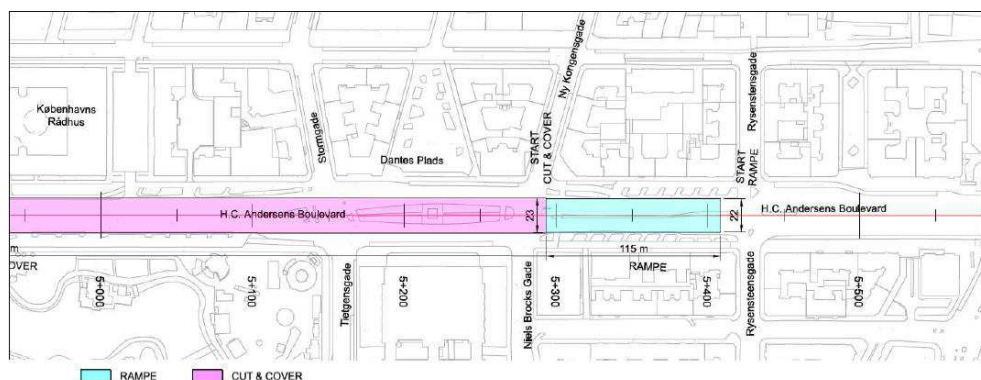 Københavns
Rådhus
Stormgade
Dantes Plads
Ny Kongensgade
Rysenstensgade
START
CUT & COVER
START
RAMPE
H.C. Andersens Boulevard
23
22
H.C. Andersens Boulevard
m
OVER
115 m
RAMPE
5+000
5+100
Tietgensgade
5+200
Niels Brocks Gade
5+300
5+400
Rysensteensgade
5+500
RAMPE
CUT & COVER